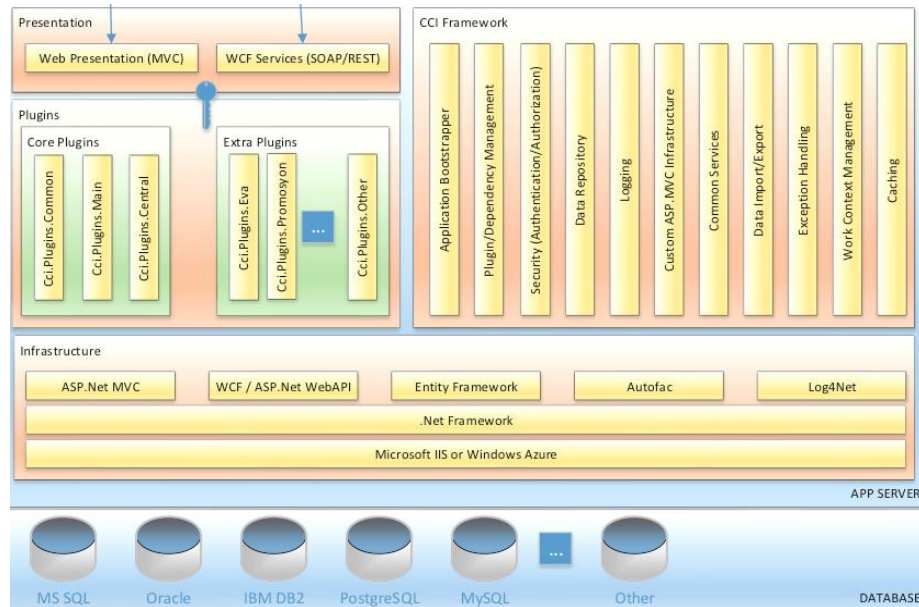 Presentation
Web Presentation (MVC)
WCF Services (SOAP/REST)
Plugins
Core Plugins
Cci.Plugins.Common
Cci.Plugins.Main
Cci.Plugins.Central
Extra Plugins
Cci.Plugins.Eva
Cci.Plugins.Promosyon
...
Cci.Plugins.Other
CCI Framework
Application Bootstrapper
Plugin/Dependency Management
Security (Authentication/Authorization)
Data Repository
Logging
Custom ASP.MVC Infrastructure
Common Services
Data Import/Export
Exception Handling
Work Context Management
Caching
Infrastructure
ASP.Net MVC
WCF / ASP.Net WebAPI
Entity Framework
Autofac
Log4Net
.Net Framework
Microsoft IIS or Windows Azure
APP SERVER
MS SQL
Oracle
IBM DB2
PostgreSQL
MySQL
...
Other
DATABASE